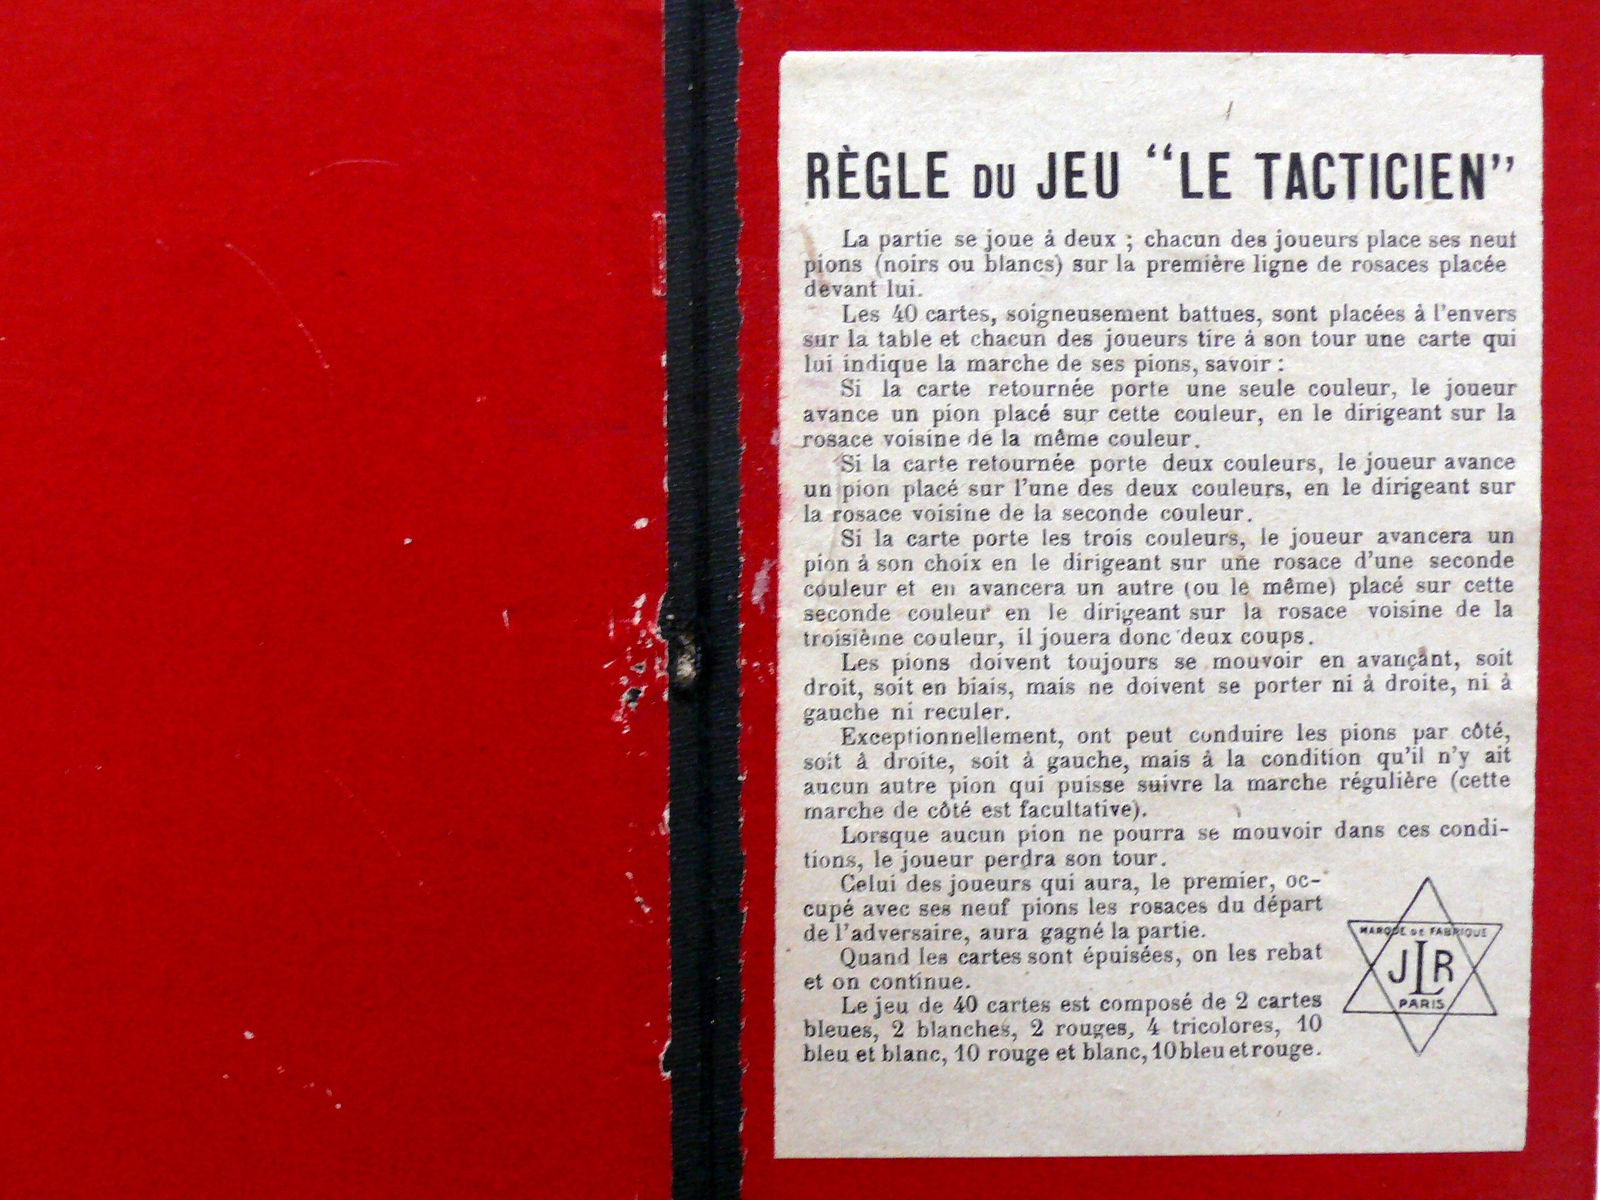 RÈGLE DU JEU “LE TACTICIEN”
La partie se joue à deux ; chacun des joueurs place ses neuf
pions (noirs ou blancs) sur la première ligne de rosaces placée
devant lui.
Les 40 cartes, soigneusement battues, sont placées à l'envers
sur la table et chacun des joueurs tire à son tour une carte qui
lui indique la marche de ses pions, savoir :
Si la carte retournée porte une seule couleur, le joueur
avance un pion placé sur cette couleur, en le dirigeant sur la
rosace voisine de la même couleur.
Si la carte retournée porte deux couleurs, le joueur avance
un pion placé sur l'une des deux couleurs, en le dirigeant sur
la rosace voisine de la seconde couleur.
Si la carte porte les trois couleurs, le joueur avancera un
pion à son choix en le dirigeant sur une rosace d'une seconde
couleur et en avancera un autre (ou le même) placé sur cette
seconde couleur en le dirigeant sur la rosace voisine de la
troisième couleur, il jouera donc deux coups.
Les pions doivent toujours se mouvoir en avançant, soit
droit, soit en biais, mais ne doivent se porter ni à droite, ni à
gauche ni reculer.
Exceptionnellement, ont peut conduire les pions par côté,
soit à droite, soit à gauche, mais à la condition qu'il n'y ait
aucun autre pion qui puisse suivre la marche régulière (cette
marche de côté est facultative).
Lorsque aucun pion ne pourra se mouvoir dans ces condi-
tions, le joueur perdra son tour.
Celui des joueurs qui aura, le premier, oc-
cupé avec ses neuf pions les rosaces du départ
de l'adversaire, aura gagné la partie.
Quand les cartes sont épuisées, on les rebat
et on continue.
Le jeu de 40 cartes est composé de 2 cartes
bleues, 2 blanches, 2 rouges, 4 tricolores, 10
bleu et blanc, 10 rouge et blanc, 10 bleu et rouge.
MARQUE DE FABRIQUE
JLR
PARIS